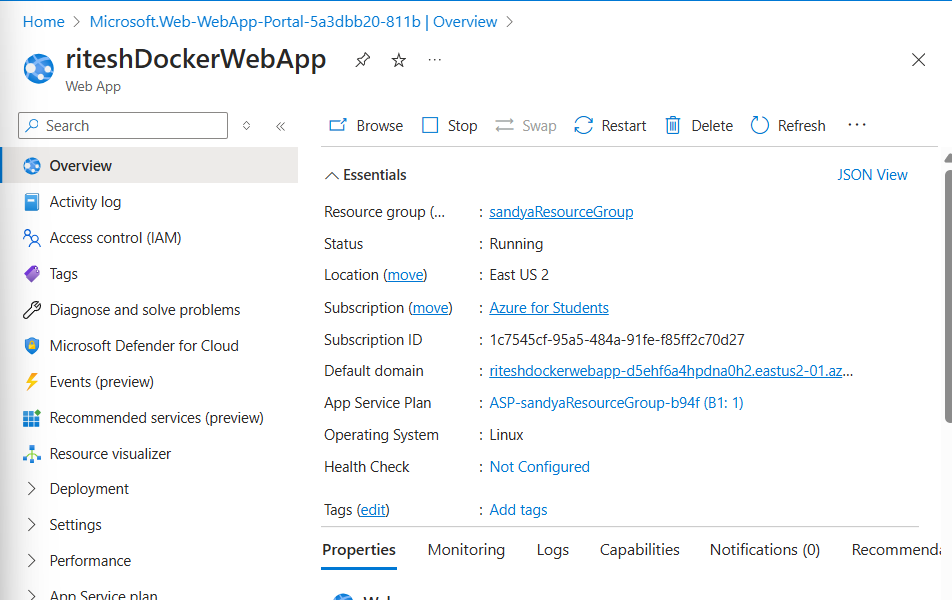 Home > Microsoft.Web-WebApp-Portal-5a3dbb20-811b | Overview >
riteshDockerWebApp ...
Web App
Search
Browse Stop Swap Restart Delete Refresh ...
Overview
Activity log
Access control (IAM)
Tags
Diagnose and solve problems
Microsoft Defender for Cloud
Events (preview)
Recommended services (preview)
Resource visualizer
Deployment
Settings
Performance
App Service plan
Essentials JSON View
Resource group (... : sandyaResourceGroup
Status : Running
Location (move) : East US 2
Subscription (move) : Azure for Students
Subscription ID : 1c7545cf-95a5-484a-91fe-f85ff2c70d27
Default domain : riteshdockerwebapp-d5ehf6a4hpdna0h2.eastus2-01.az...
App Service Plan : ASP-sandyaResourceGroup-b94f (B1: 1)
Operating System : Linux
Health Check : Not Configured
Tags (edit) : Add tags
Properties Monitoring Logs Capabilities Notifications (0) Recommenda